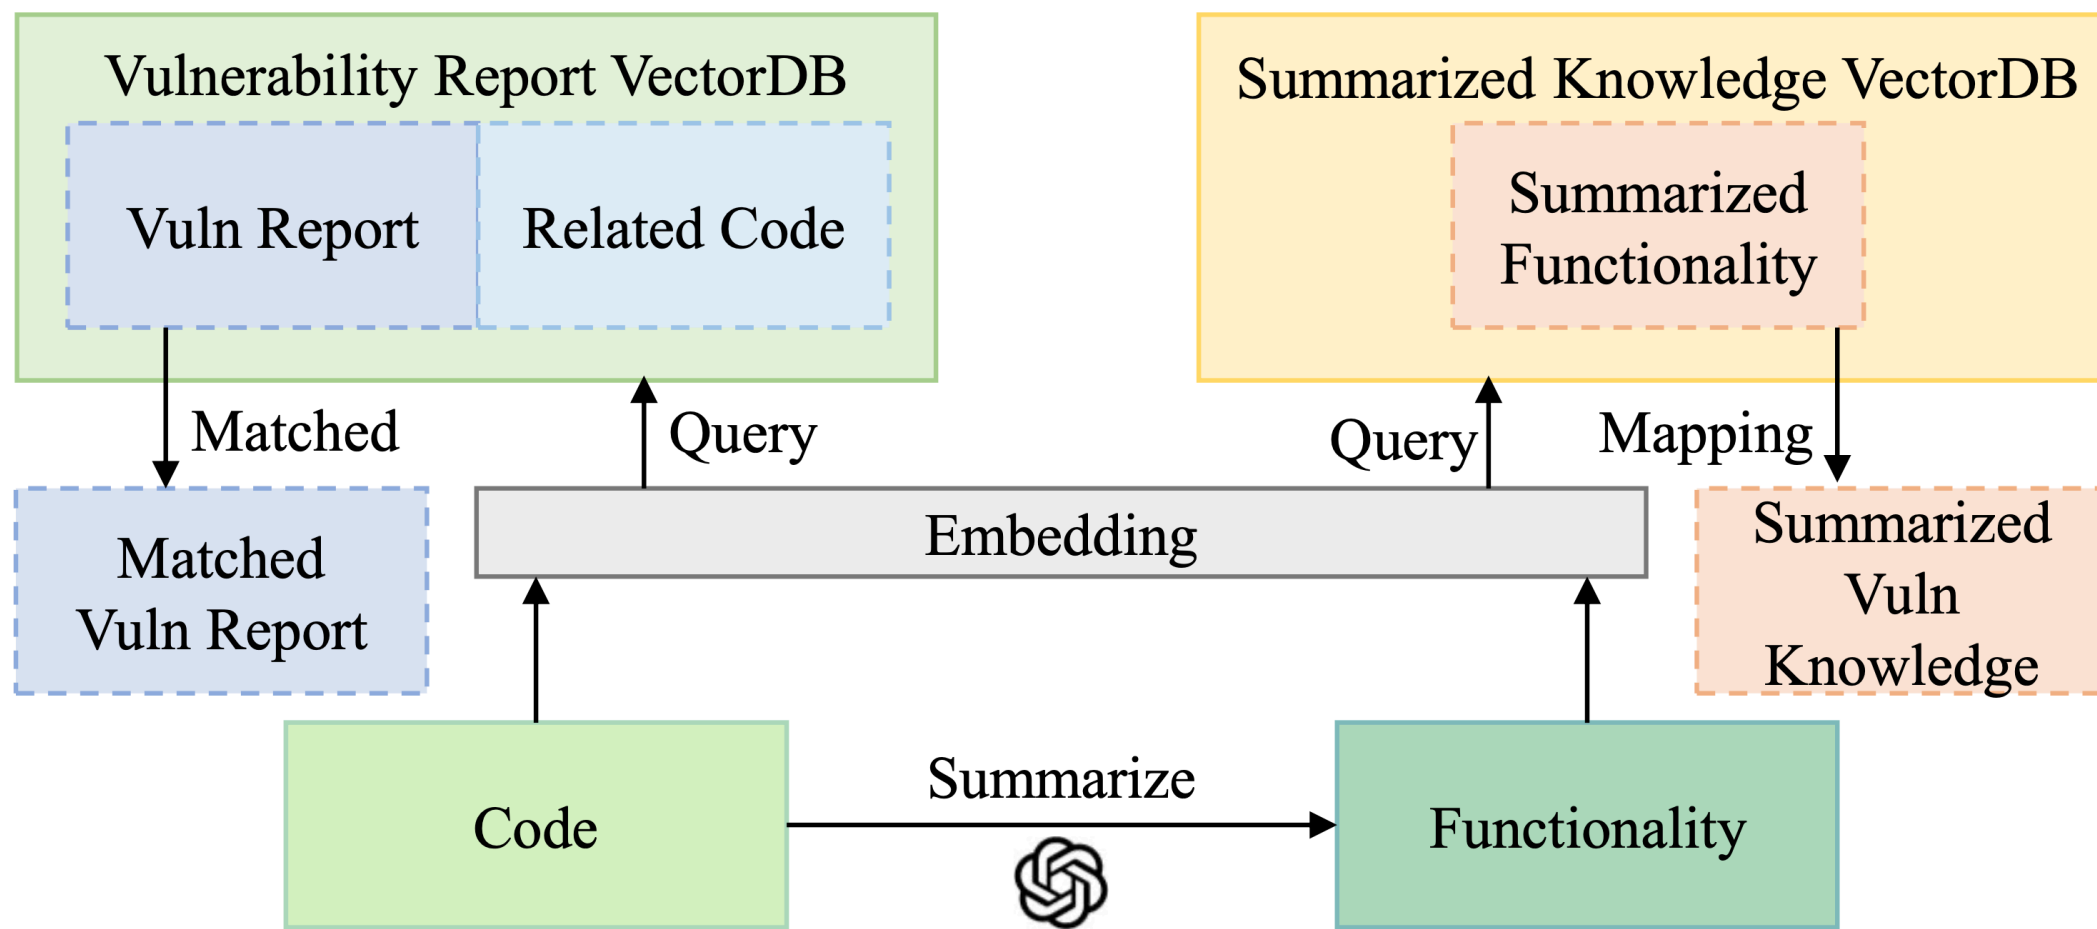 Vulnerability Report VectorDB
Vuln Report
Related Code
Summarized Knowledge VectorDB
Summarized
Functionality
Matched
Query
Query
Mapping
Matched
Vuln Report
Embedding
Summarized
Vuln
Knowledge
Code
Summarize
Functionality